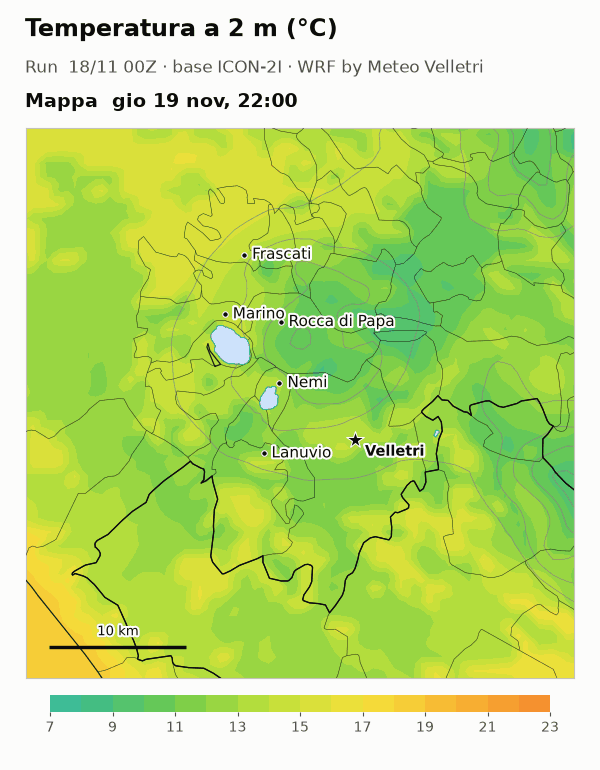 Temperatura a 2 m (°C)
Run  18/11 00Z · base ICON-2I · WRF by Meteo Velletri
Mappa  gio 19 nov, 22:00
Frascati
Marino
Rocca di Papa
Nemi
Velletri
Lanuvio
10 km
7 9 11 13 15 17 19 21 23